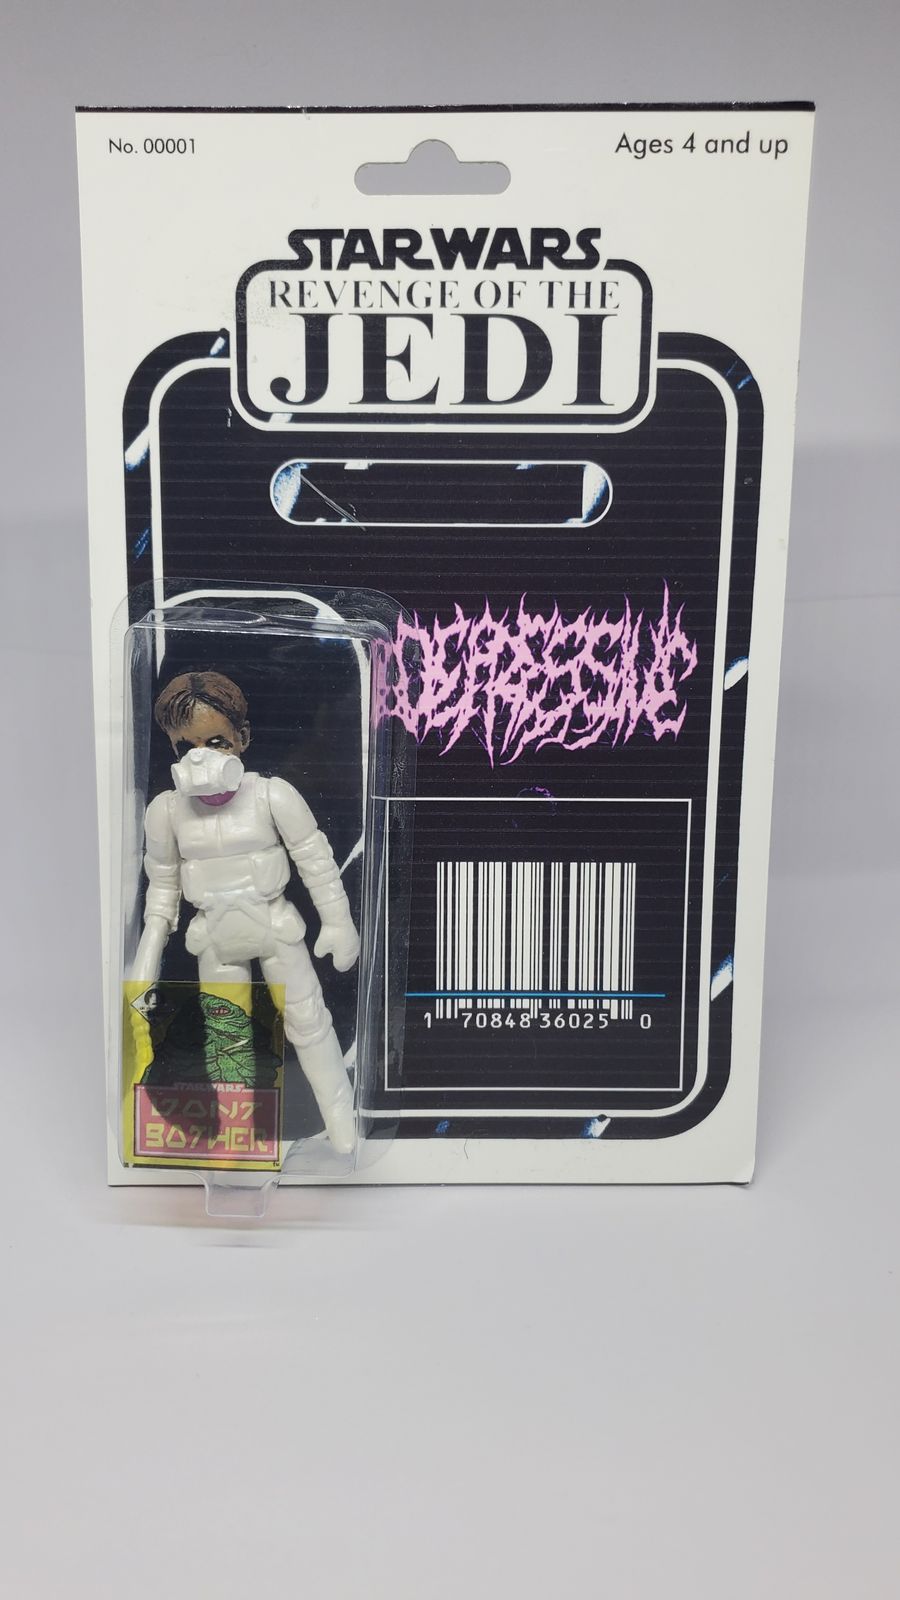 No. 00001
Ages 4 and up
STAR WARS
REVENGE OF THE
JEDI
DEPRESSIVE
1 70848 36025 0
STAR WARS
DON'T
BOTHER